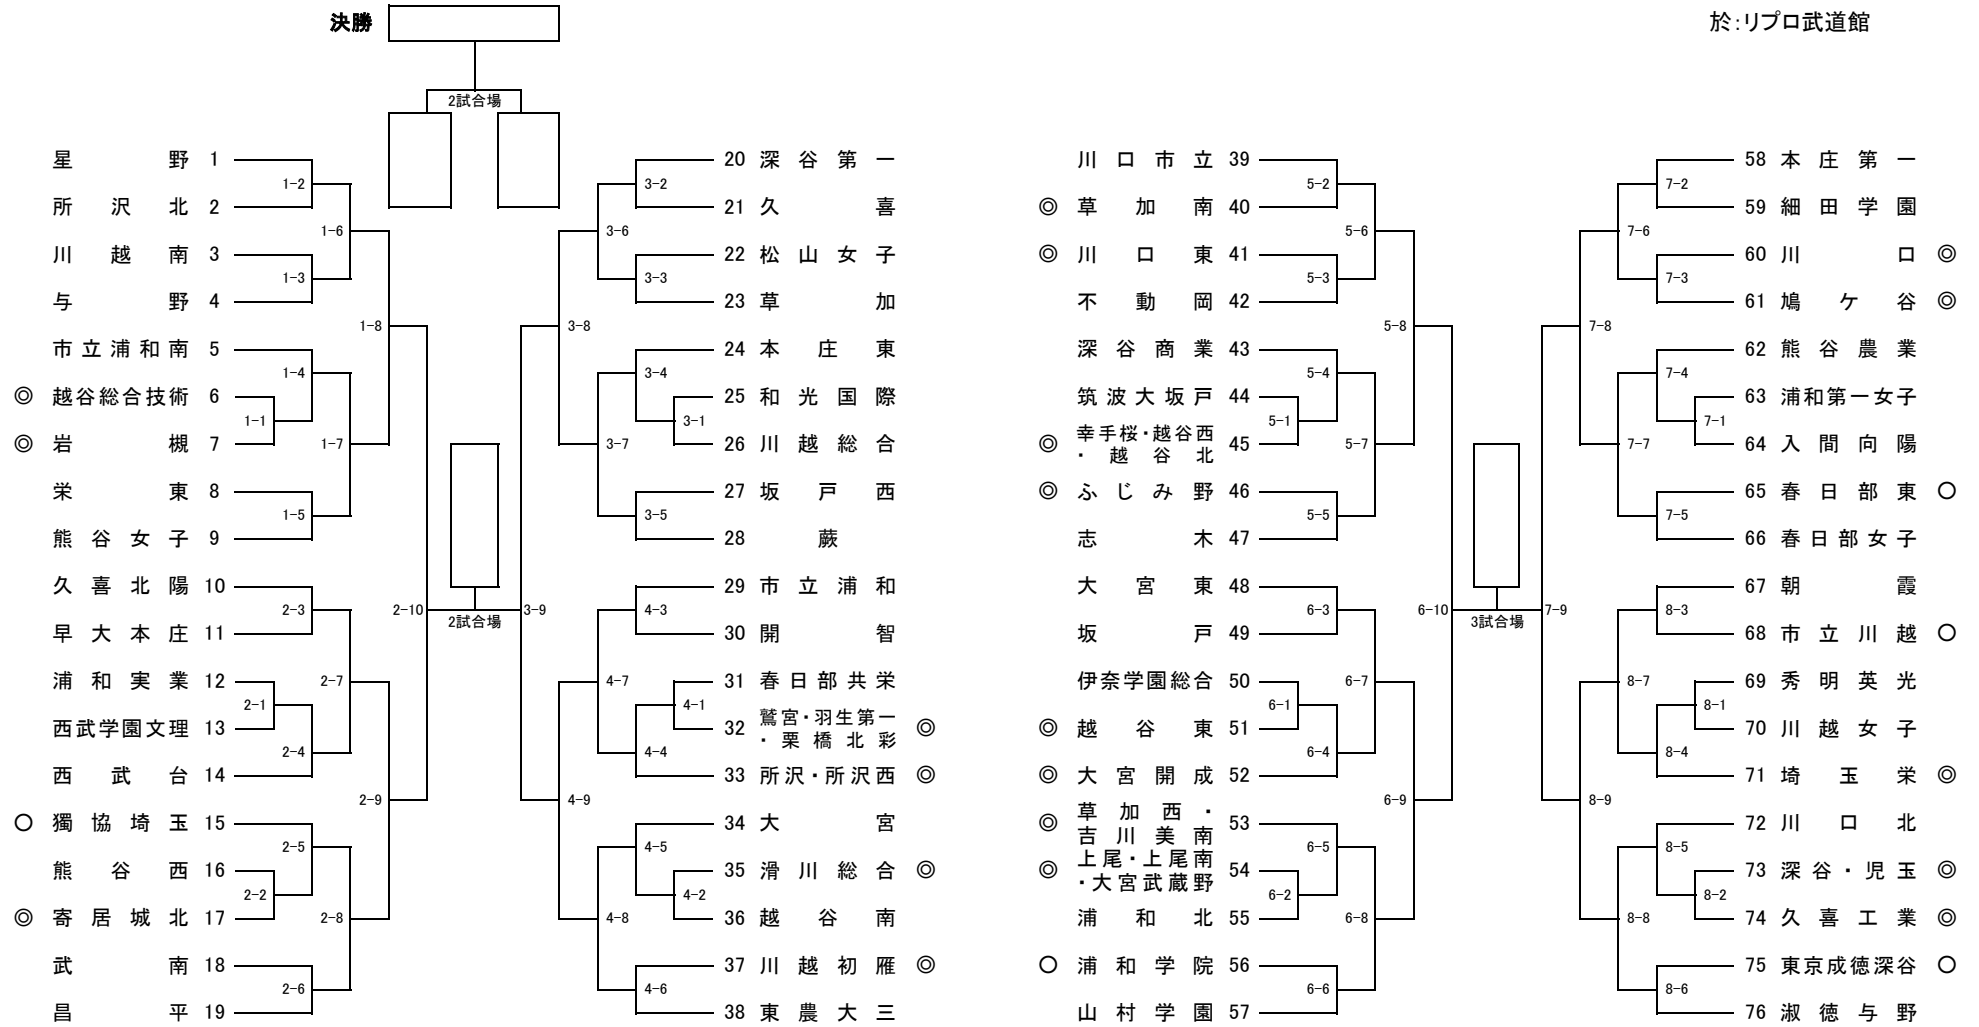 決勝
於:リプロ武道館
2試合場
星野 1
1-2
所沢北 2
1-6
川越南 3
1-3
与野 4
1-8
市立浦和南 5
1-4
◎ 越谷総合技術 6
1-1
◎ 岩槻 7
1-7
栄東 8
1-5
熊谷女子 9
久喜北陽 10
2-3
早大本庄 11
2-10
浦和実業 12
2-1
2-7
西武学園文理 13
2-4
西武台 14
2-9
○ 獨協埼玉 15
2-5
熊谷西 16
2-2
◎ 寄居城北 17
2-8
武南 18
2-6
昌平 19
2試合場
20 深谷第一
3-2
21 久喜
3-6
22 松山女子
3-3
23 草加
3-8
24 本庄東
3-4
25 和光国際
3-1
26 川越総合
3-7
27 坂戸西
3-5
28 蕨
29 市立浦和
4-3
3-9
30 開智
31 春日部共栄
4-7
4-1
32 鷲宮・羽生第一
・栗橋北彩 ◎
4-4
33 所沢・所沢西 ◎
4-9
34 大宮
4-5
35 滑川総合 ◎
4-2
36 越谷南
4-8
37 川越初雁 ◎
4-6
38 東農大三
川口市立 39
5-2
◎ 草加南 40
5-6
◎ 川口東 41
5-3
不動岡 42
5-8
深谷商業 43
5-4
筑波大坂戸 44
5-1
◎ 幸手桜・越谷西
・越谷北 45
5-7
◎ ふじみ野 46
5-5
志木 47
大宮東 48
6-3
坂戸 49
6-10
伊奈学園総合 50
6-1
6-7
◎ 越谷東 51
6-4
◎ 大宮開成 52
6-9
◎ 草加西・
吉川美南 53
6-5
◎ 上尾・上尾南
・大宮武蔵野 54
6-2
浦和北 55
6-8
○ 浦和学院 56
6-6
山村学園 57
3試合場
58 本庄第一
7-2
59 細田学園
7-6
60 川口 ◎
7-3
61 鳩ケ谷 ◎
7-8
62 熊谷農業
7-4
63 浦和第一女子
7-1
64 入間向陽
7-7
65 春日部東 ○
7-5
66 春日部女子
67 朝霞
8-3
7-9
68 市立川越 ○
69 秀明英光
8-7
8-1
70 川越女子
8-4
71 埼玉栄 ◎
8-9
72 川口北
8-5
73 深谷・児玉 ◎
8-2
74 久喜工業 ◎
8-8
75 東京成徳深谷 ○
8-6
76 淑徳与野